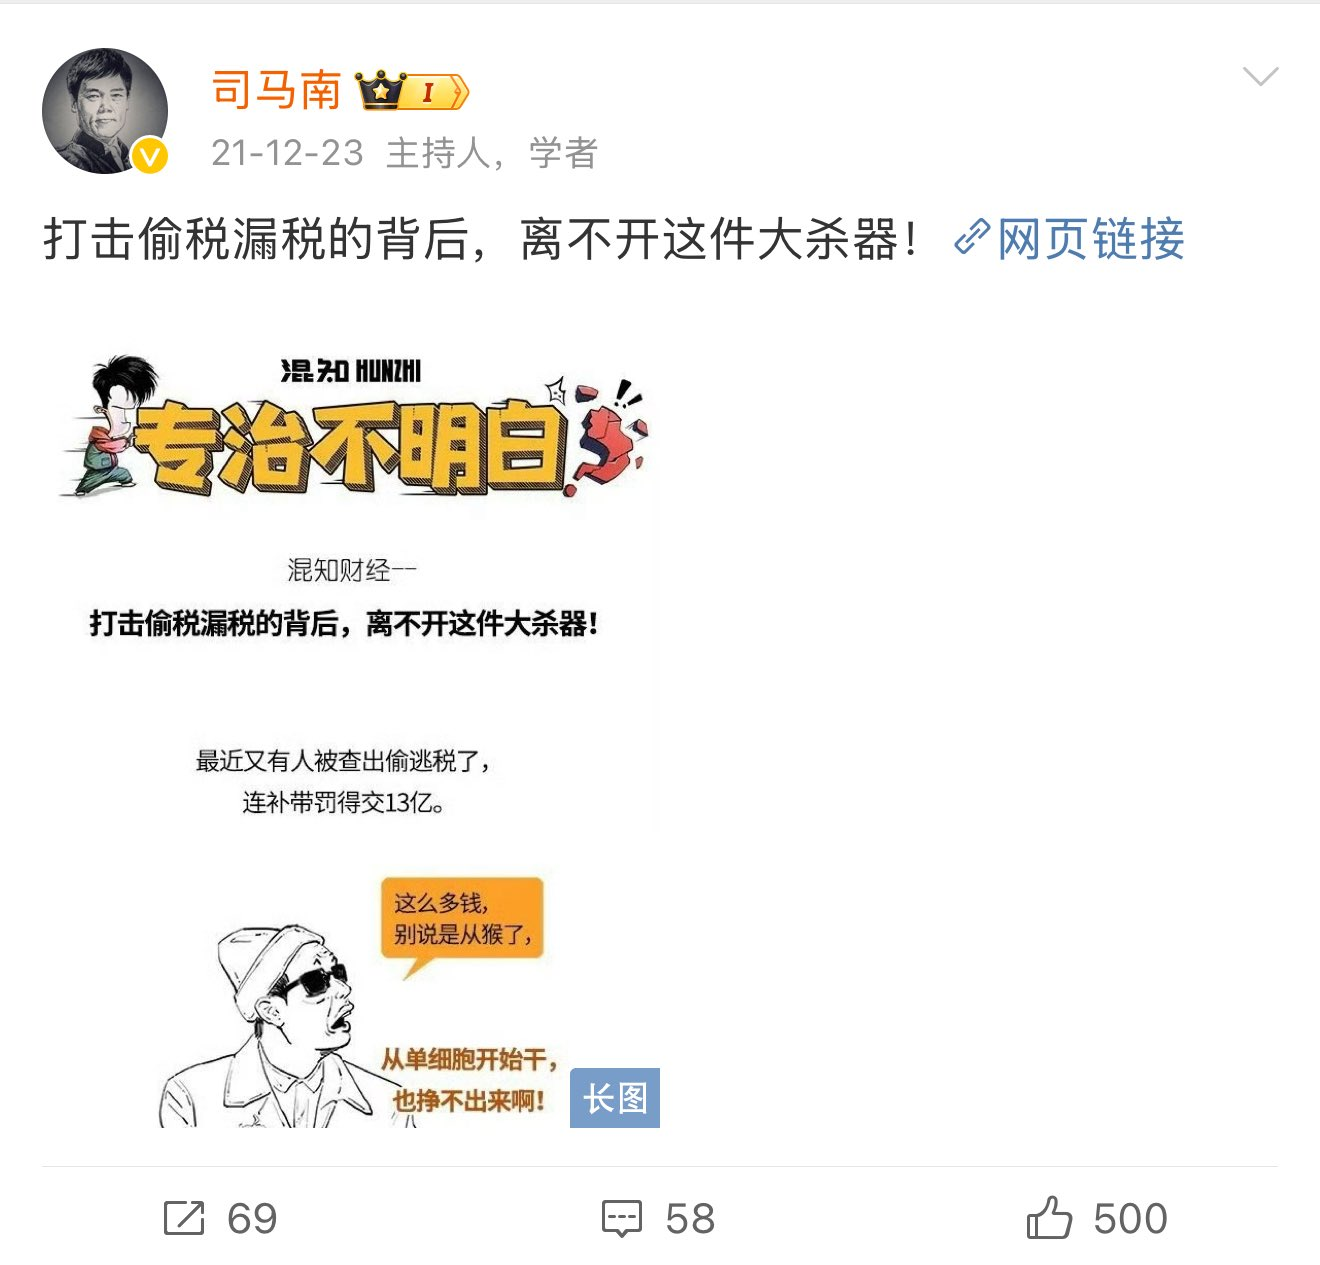 司马南 I
21-12-23 主持人，学者
打击偷税漏税的背后，离不开这件大杀器！网页链接
混知 HUNZHI
专治不明白
混知财经——
打击偷税漏税的背后，离不开这件大杀器！
最近又有人被查出偷逃税了，
连补带罚得交13亿。
这么多钱，
别说是从猴了，
从单细胞开始干，
也挣不出来啊！
长图
69 58 500